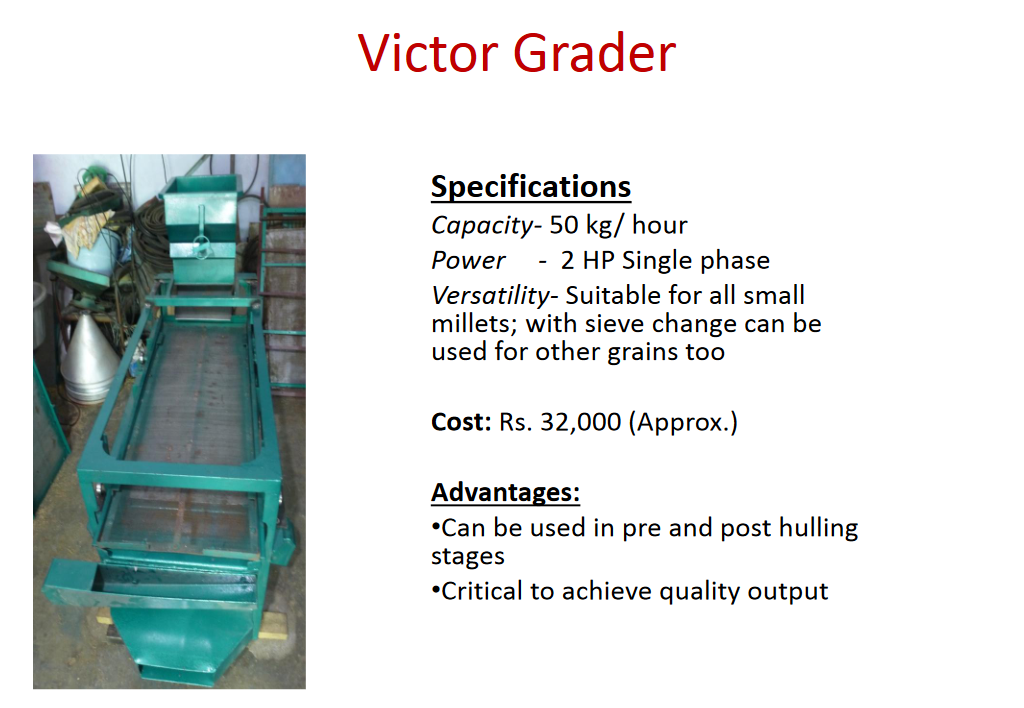 Victor Grader
Specifications
Capacity- 50 kg/ hour
Power - 2 HP Single phase
Versatility- Suitable for all small
millets; with sieve change can be
used for other grains too
Cost: Rs. 32,000 (Approx.)
Advantages:
•Can be used in pre and post hulling
stages
•Critical to achieve quality output